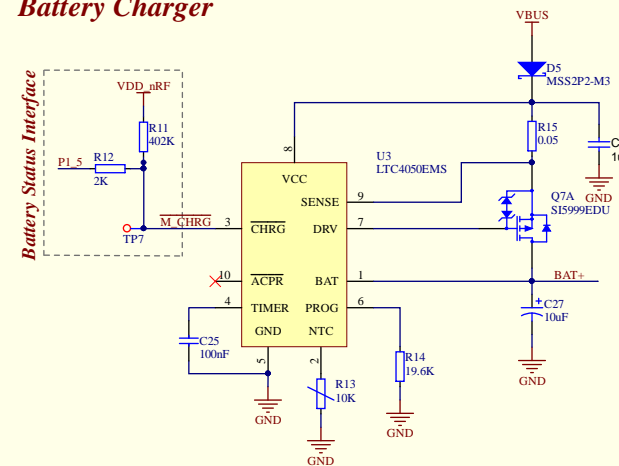 Battery Charger
VBUS
D5
MSS2P2-M3
Battery Status Interface
VDD_nRF
R11
402K
R15
0.05
P1_5
R12
2K
8
U3
LTC4050EMS
C
1u
GND
VCC
SENSE
9
Q7A
SI5999EDU
M_CHRG
TP7
3
CHRG
DRV
7
10
ACPR
BAT
1
BAT+
4
TIMER
PROG
6
C27
10uF
+
C25
100nF
GND
NTC
5
2
R14
19.6K
R13
10K
GND
GND
GND
GND